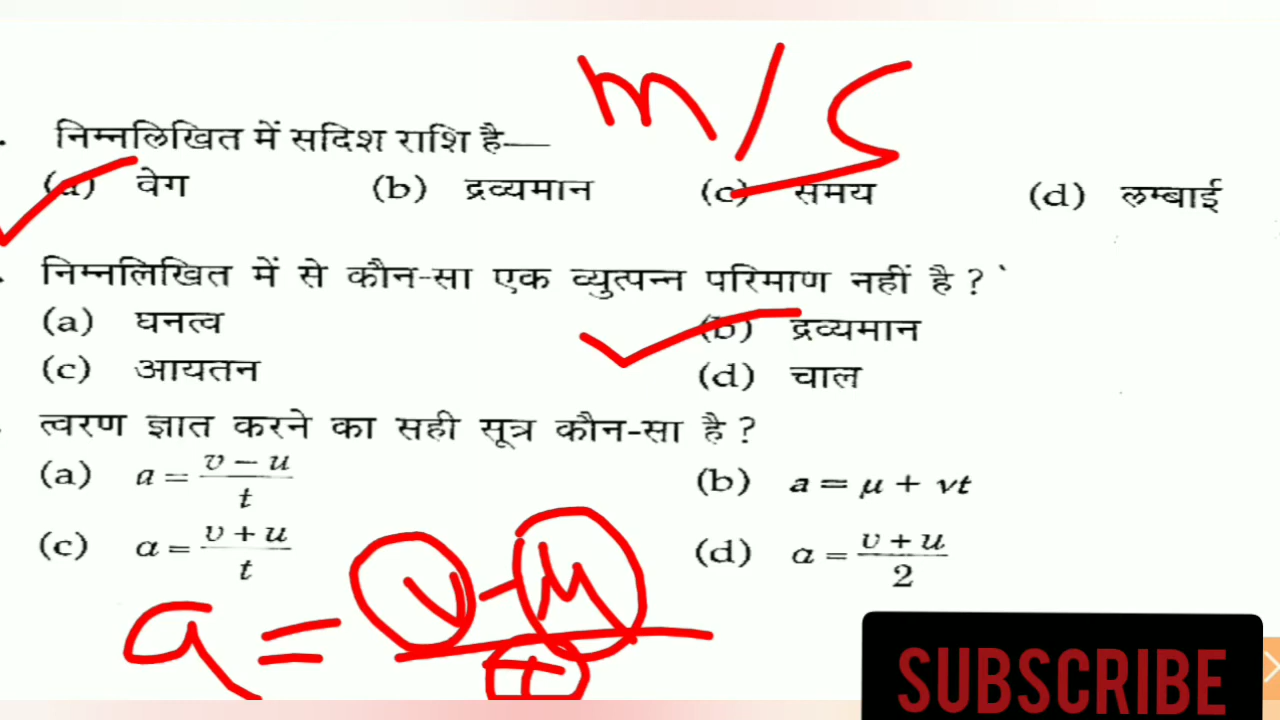 m/s
. निम्नलिखित में सदिश राशि है—
(a) वेग (b) द्रव्यमान (c) समय (d) लम्बाई
. निम्नलिखित में से कौन-सा एक व्युत्पन्न परिमाण नहीं है ?
(a) घनत्व (b) द्रव्यमान
(c) आयतन (d) चाल
. त्वरण ज्ञात करने का सही सूत्र कौन-सा है ?
(a) a = v − u / t (b) a = μ + vt
(c) a = v + u / t (d) a = v + u / 2
a = v - u / t
SUBSCRIBE